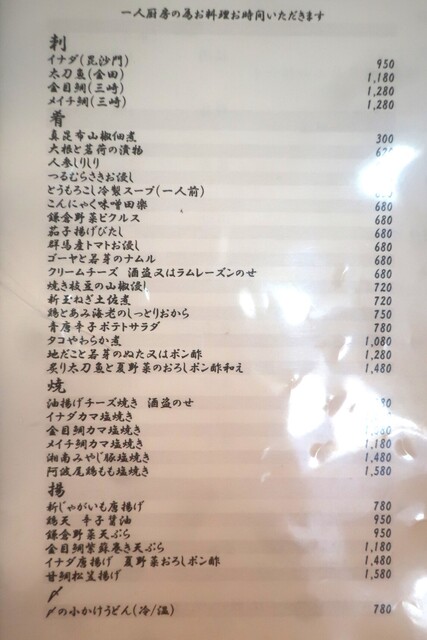 一人厨房の為お料理お時間いただきます
刺
イナダ(毘沙門) 950
太刀魚(金田) 1,180
金目鯛(三崎) 1,280
メイチ鯛(三崎) 1,280
肴
真昆布山椒佃煮 300
大根と茗荷の漬物
人参しりしり
つるむらさきお浸し
とうもろこし冷製スープ(一人前)
こんにゃく味噌田楽 680
鎌倉野菜ピクルス 680
茄子揚げびたし 680
群馬産トマトお浸し 680
ゴーヤと若芽のナムル 680
クリームチーズ 酒盗又はラムレーズンのせ 680
焼き枝豆の山椒浸し 720
新玉ねぎ土佐煮 720
鶏とあみ海老のしっとりおから 750
青唐辛子ポテトサラダ 780
タコやわらか煮 1,080
地だこと若芽のぬた又はポン酢 1,280
炙り太刀魚と夏野菜のおろしポン酢和え 1,480
焼
油揚げチーズ焼き 酒盗のせ
イナダカマ塩焼き
金目鯛カマ塩焼き
メイチ鯛カマ塩焼き 1,180
湘南みやじ豚塩焼き 1,480
阿波尾鶏もも塩焼き 1,580
揚
新じゃがいも唐揚げ 780
鶏天 辛子醤油 950
鎌倉野菜天ぷら 950
金目鯛紫蘇巻き天ぷら 1,180
イナダ唐揚げ 夏野菜おろしポン酢 1,480
甘鯛松笠揚げ 1,580
〆
〆の小かけうどん(冷/温) 780